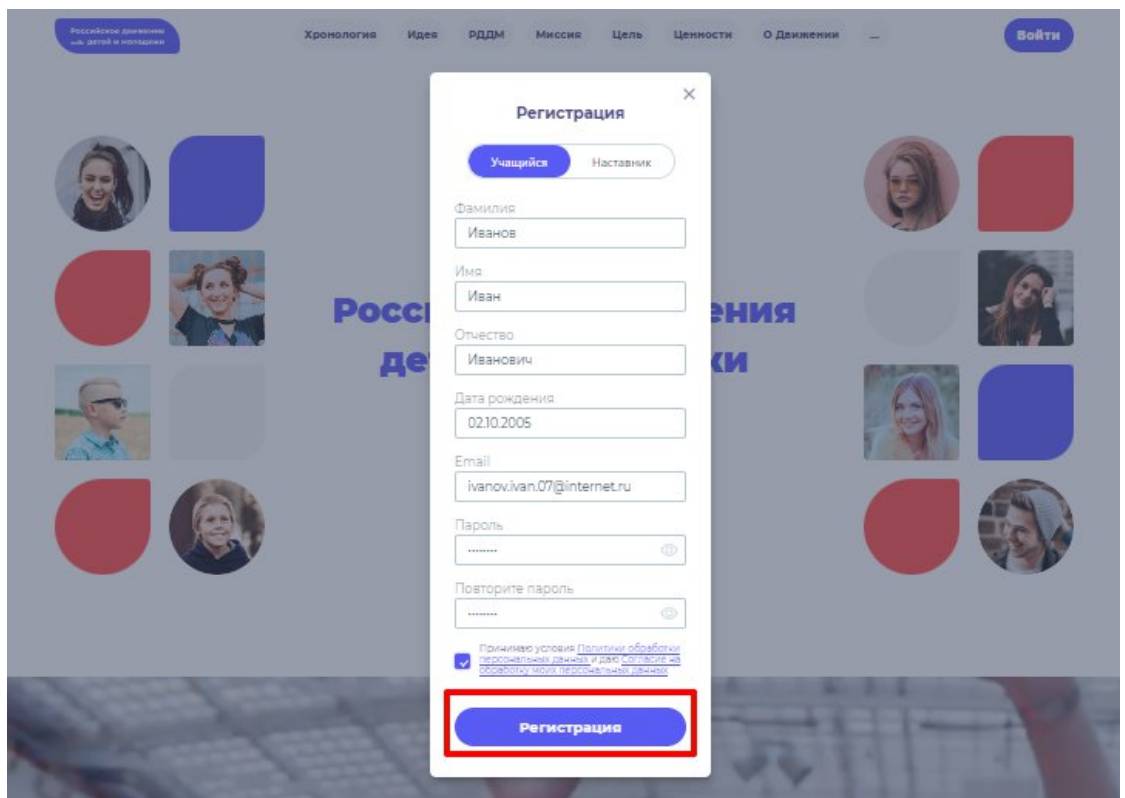 Российское движение
детей и молодежи
Хронология Идея РДДМ Миссия Цель Ценности О Движении ...
Войти
Регистрация
Учащийся Наставник
Фамилия
Иванов
Имя
Иван
Отчество
Иванович
Дата рождения
02.10.2005
Email
ivanov.ivan.07@internet.ru
Пароль
........
Повторите пароль
........
Принимаю условия Политики обработки
персональных данных и даю Согласие на
обработку моих персональных данных
Регистрация